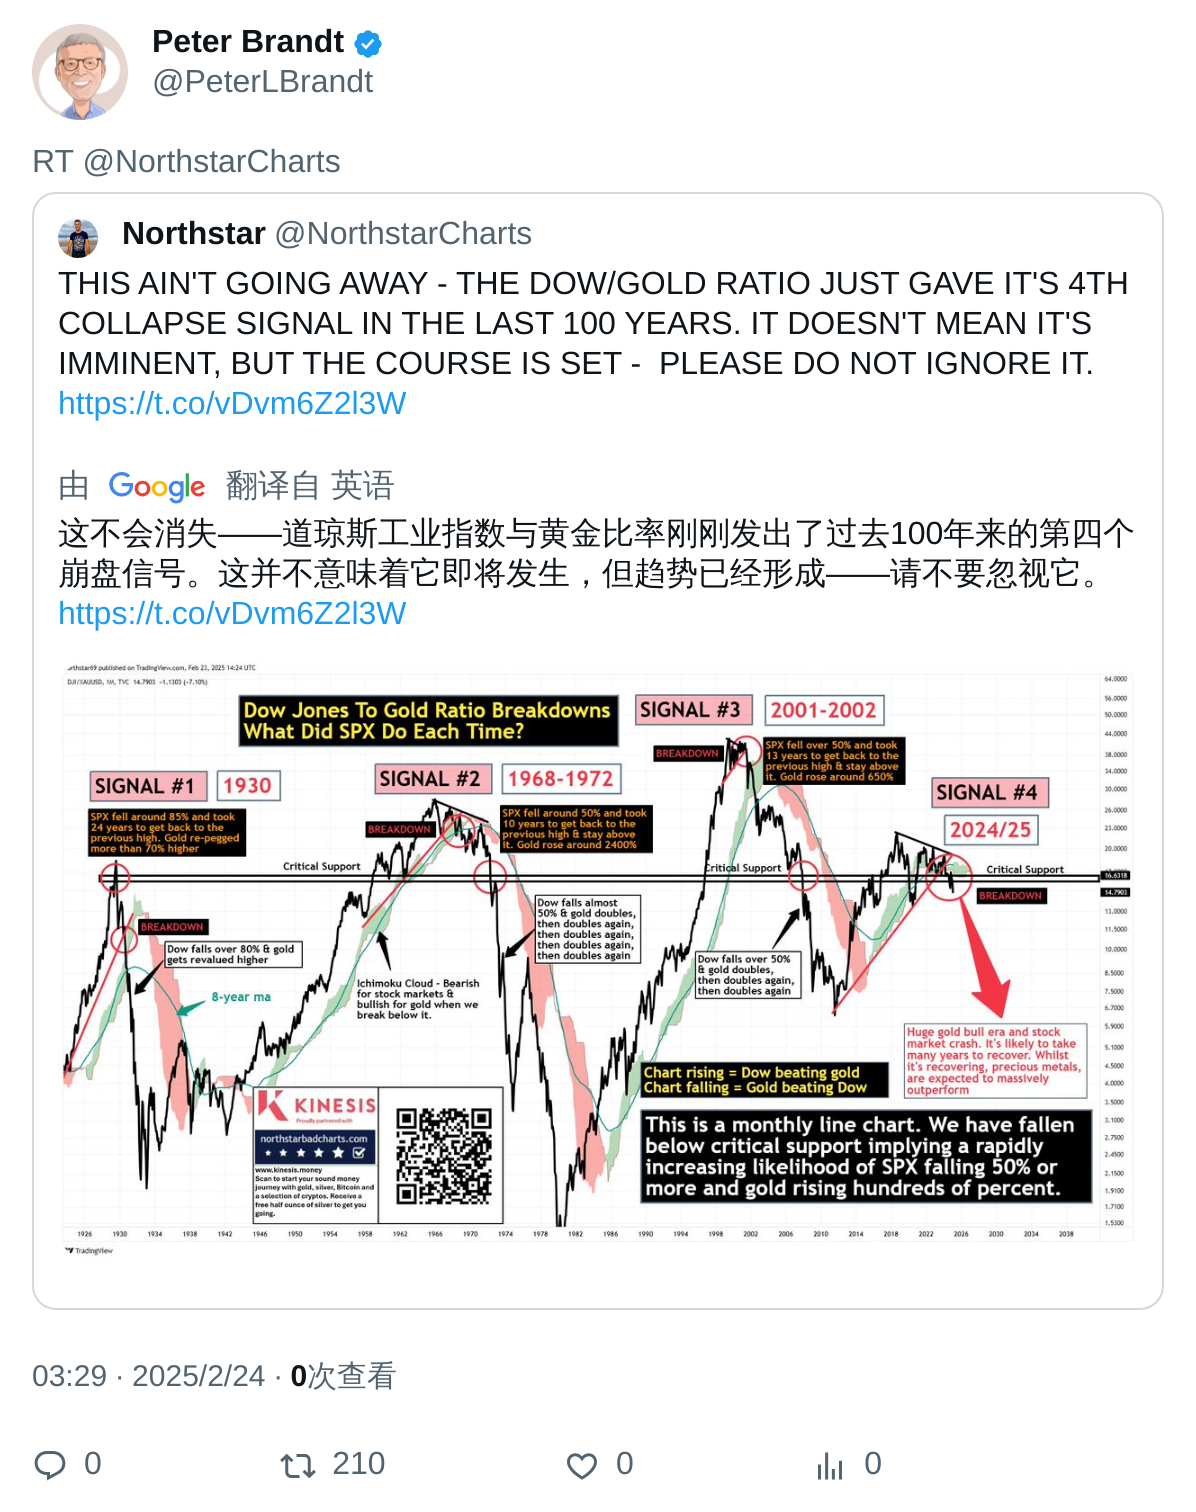 Peter Brandt
@PeterLBrandt
RT @NorthstarCharts
Northstar @NorthstarCharts
THIS AIN'T GOING AWAY - THE DOW/GOLD RATIO JUST GAVE IT'S 4TH
COLLAPSE SIGNAL IN THE LAST 100 YEARS. IT DOESN'T MEAN IT'S
IMMINENT, BUT THE COURSE IS SET -  PLEASE DO NOT IGNORE IT.
https://t.co/vDvm6Z2l3W
由 Google 翻译自 英语
这不会消失——道琼斯工业指数与黄金比率刚刚发出了过去100年来的第四个
崩盘信号。这并不意味着它即将发生，但趋势已经形成——请不要忽视它。
https://t.co/vDvm6Z2l3W
published on TradingView.com, Feb 23, 2025 14:24 UTC
DJI/XAUUSD, 1M, TVC 14.7903 -1.1303 (-7.10%)
Dow Jones To Gold Ratio Breakdowns
What Did SPX Do Each Time?
SIGNAL #1
1930
SPX fell around 85% and took
24 years to get back to the
previous high. Gold re-pegged
more than 70% higher
BREAKDOWN
Dow falls over 80% & gold
gets revalued higher
8-year ma
Critical Support
SIGNAL #2
1968-1972
BREAKDOWN
SPX fell around 50% and took
10 years to get back to the
previous high & stay above
it. Gold rose around 2400%
Dow falls almost
50% & gold doubles,
then doubles again,
then doubles again,
then doubles again,
then doubles again
Ichimoku Cloud - Bearish
for stock markets &
bullish for gold when we
break below it.
SIGNAL #3
2001-2002
BREAKDOWN
SPX fell over 50% and took
13 years to get back to the
previous high & stay above
it. Gold rose around 650%
Critical Support
Dow falls over 50%
& gold doubles,
then doubles again,
then doubles again
SIGNAL #4
2024/25
Critical Support
BREAKDOWN
Huge gold bull era and stock
market crash. It's likely to take
many years to recover. Whilst
it's recovering, precious metals,
are expected to massively
outperform
Chart rising = Dow beating gold
Chart falling = Gold beating Dow
This is a monthly line chart. We have fallen
below critical support implying a rapidly
increasing likelihood of SPX falling 50% or
more and gold rising hundreds of percent.
KINESIS
Proudly partnered with
northstarbadcharts.com
www.kinesis.money
Scan to start your sound money
journey with gold, silver, Bitcoin and
a selection of cryptos. Receive a
free half ounce of silver to get you
going.
64.0000
56.0000
50.0000
44.0000
38.0000
34.0000
30.0000
26.0000
23.0000
20.0000
16.6318
14.7903
13.0000
11.5000
10.0000
8.5000
7.5000
6.7000
5.9000
5.1000
4.5000
4.0000
3.5000
3.1000
2.7500
2.4500
2.1500
1.9100
1.7100
1.5300
1926 1930 1934 1938 1942 1946 1950 1954 1958 1962 1966 1970 1974 1978 1982 1986 1990 1994 1998 2002 2006 2010 2014 2018 2022 2026 2030 2034 2038
TradingView
03:29 · 2025/2/24 · 0次查看
0 210 0 0